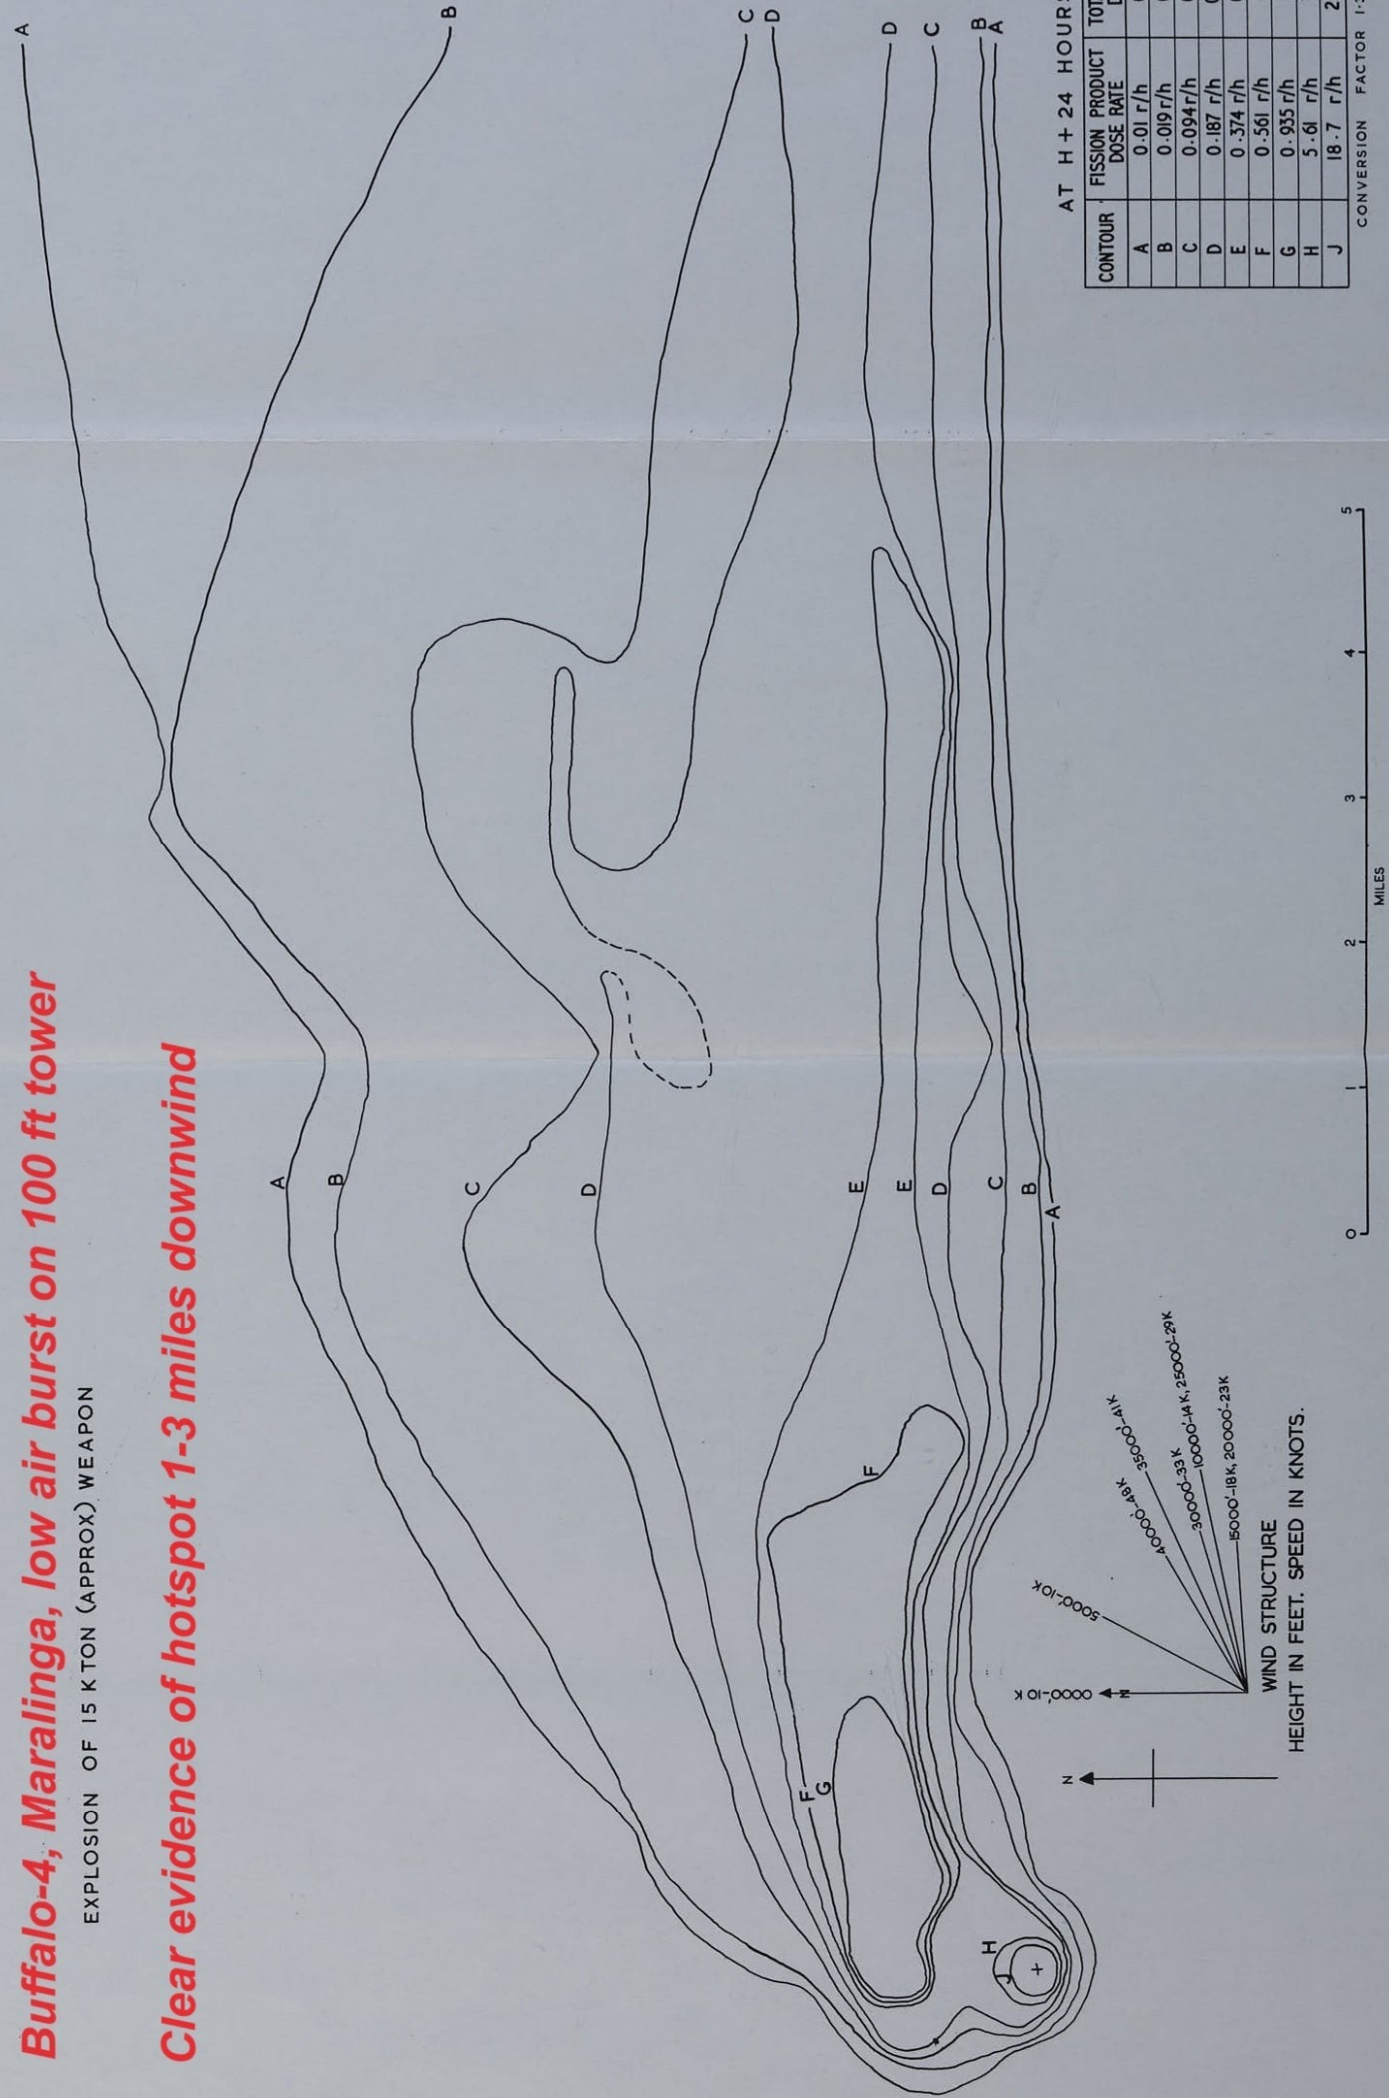 Buffalo-4, Maralinga, low air burst on 100 ft tower
EXPLOSION OF 15 K TON (APPROX) WEAPON
Clear evidence of hotspot 1-3 miles downwind
A
B
C
D
D
C
B
A
A
B
C
D
E
E
D
C
B
A
F
F
G
H
J
N
N
0000'-10K
5000'-10K
40000'-48K
35000'-41K
30000'-33K
10000'-14K, 25000'-29K
15000'-18K, 20000'-23K
WIND STRUCTURE
HEIGHT IN FEET. SPEED IN KNOTS.
0 1 2 3 4 5
MILES
AT H + 24 HOURS
CONTOUR FISSION PRODUCT DOSE RATE
A 0·01 r/h
B 0·019 r/h
C 0·094 r/h
D 0·187 r/h
E 0·374 r/h
F 0·561 r/h
G 0·935 r/h
H 5·61 r/h
J 18·7 r/h
CONVERSION FACTOR